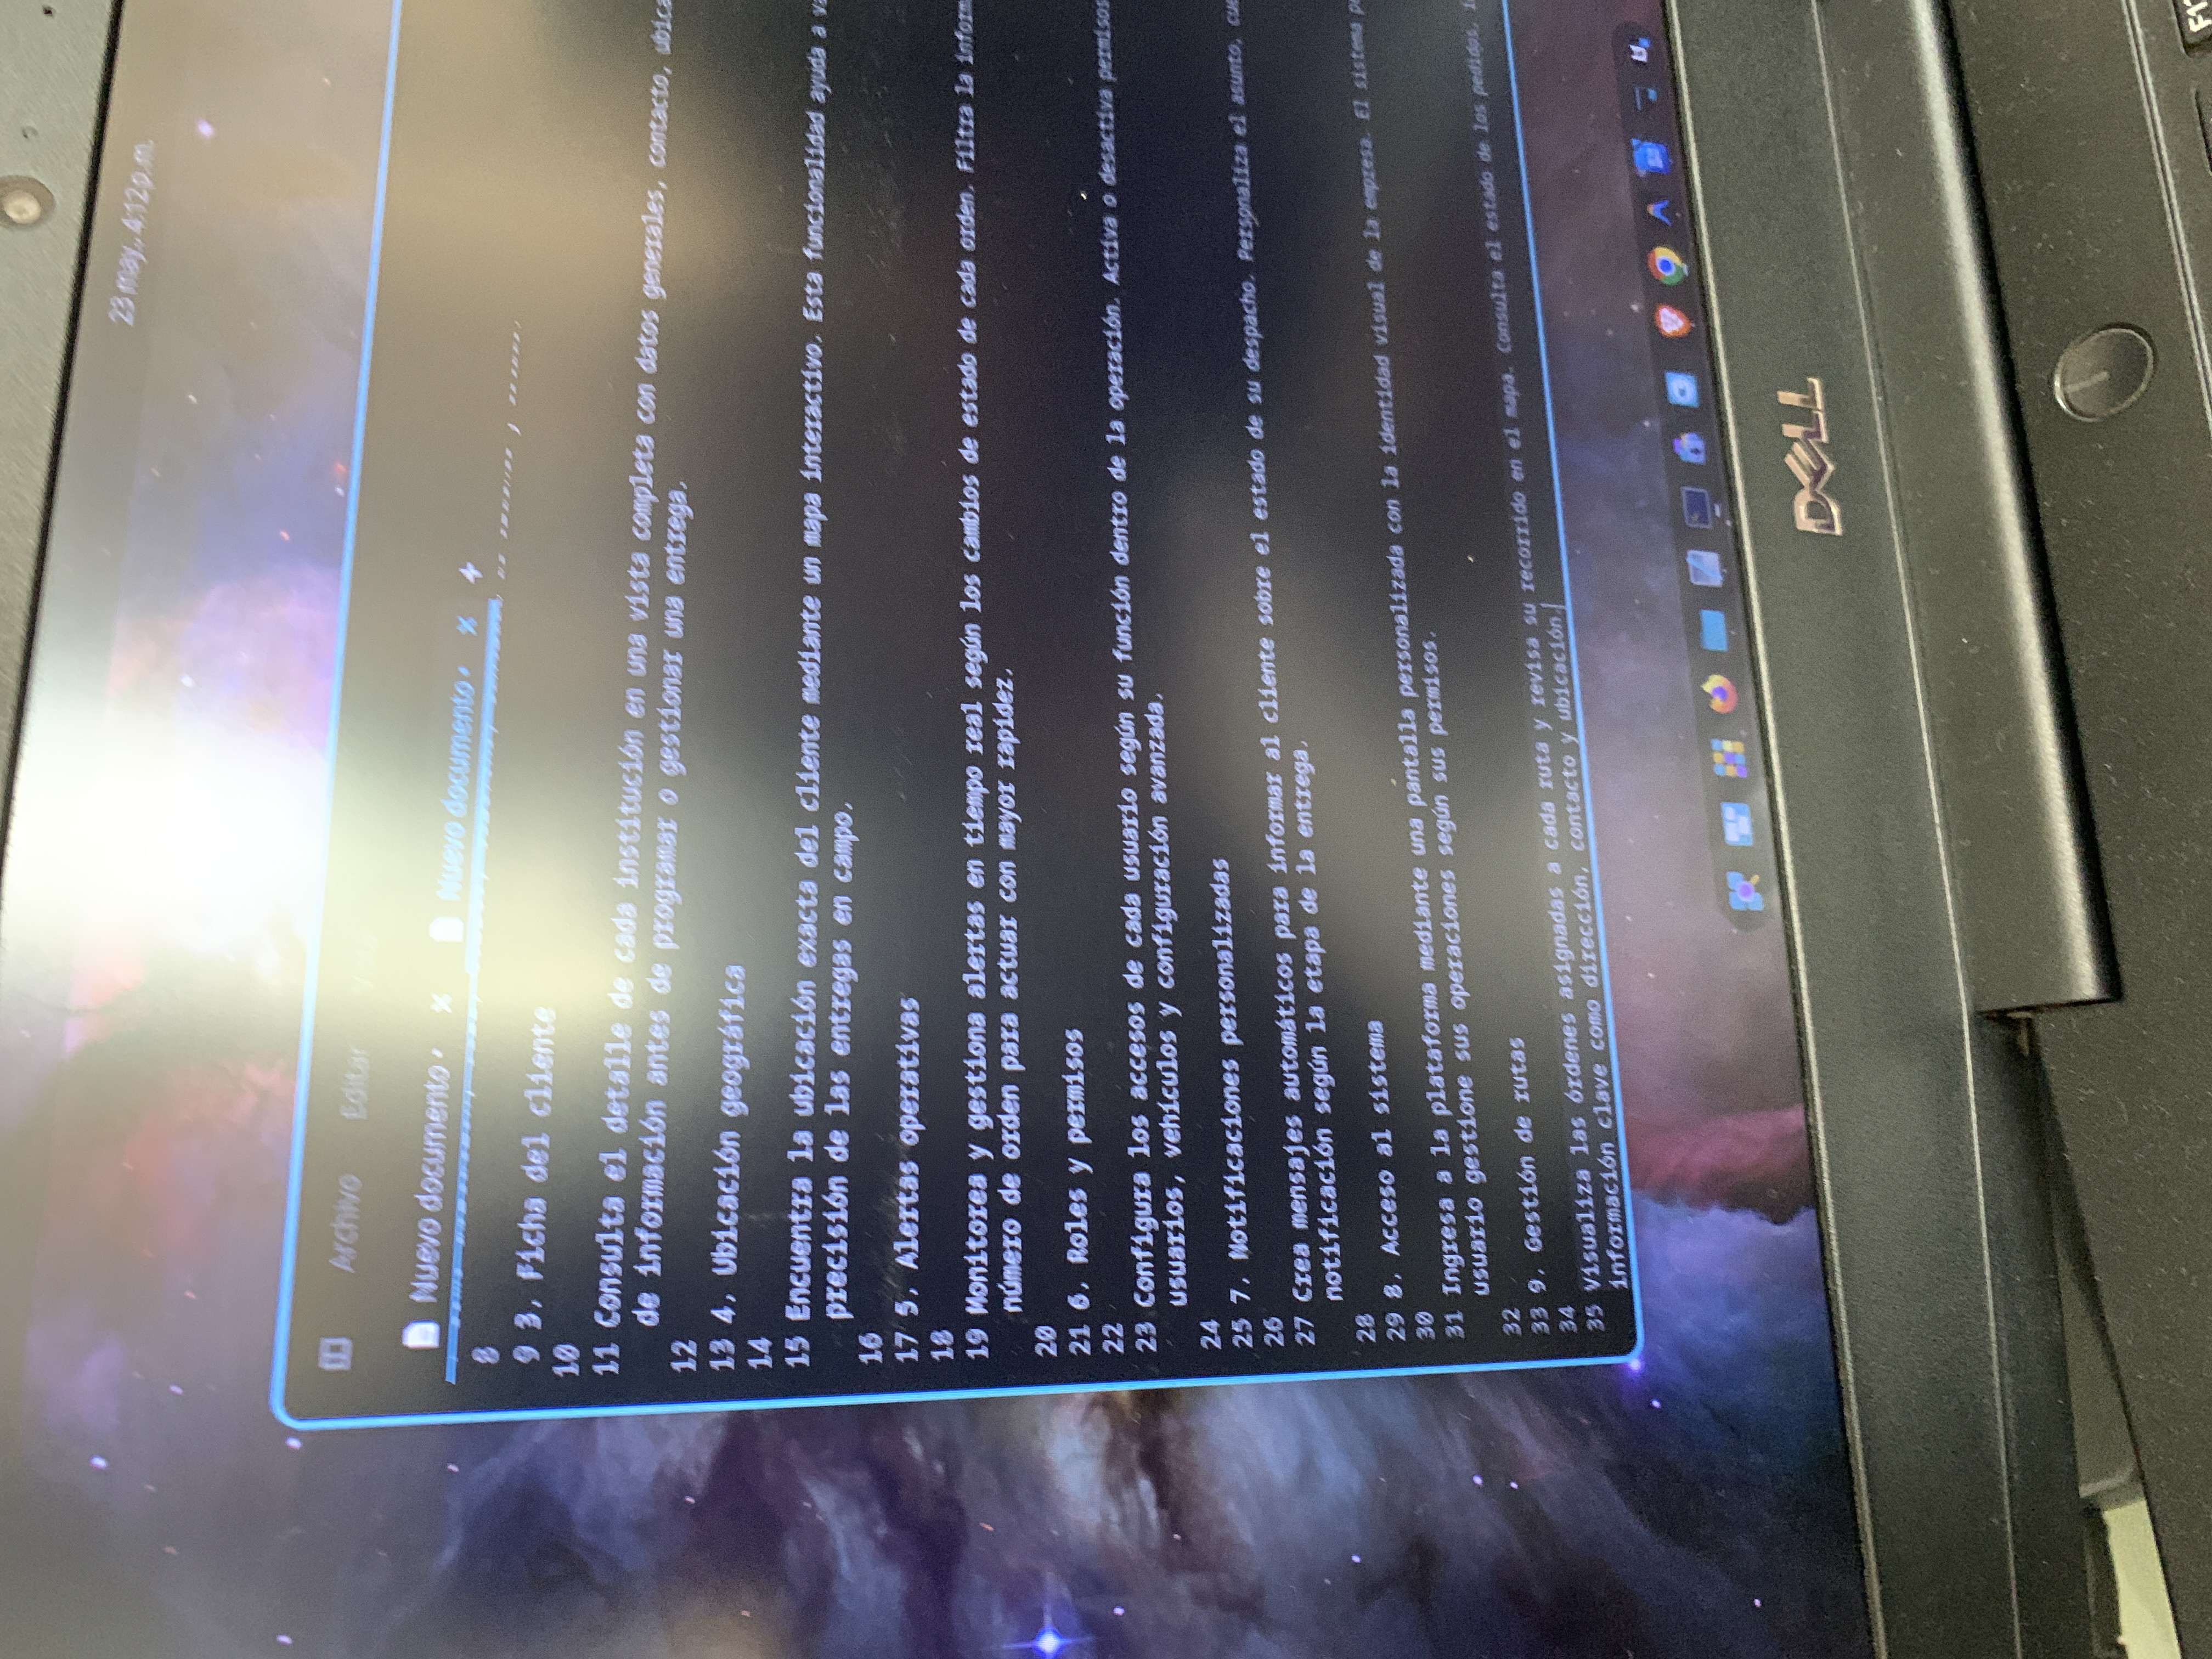 23 may., 4:12 p.m.
Archivo Editar
Nuevo documento • Nuevo documento •
8
9 3. Ficha del cliente
10
11 Consulta el detalle de cada institución en una vista completa con datos generales, contacto,
de información antes de programar o gestionar una entrega.
12
13 4. Ubicación geográfica
14
15 Encuentra la ubicación exacta del cliente mediante un mapa interactivo. Esta funcionalidad ayuda a
precisión de las entregas en campo.
16
17 5. Alertas operativas
18
19 Monitorea y gestiona alertas en tiempo real según los cambios de estado de cada orden. Filtra la
número de orden para actuar con mayor rapidez.
20
21 6. Roles y permisos
22
23 Configura los accesos de cada usuario según su función dentro de la operación. Activa o desactiva permisos
usuarios, vehículos y configuración avanzada.
24
25 7. Notificaciones personalizadas
26
27 Crea mensajes automáticos para informar al cliente sobre el estado de su despacho. Personaliza el asunto,
notificación según la etapa de la entrega.
28
29 8. Acceso al sistema
30
31 Ingresa a la plataforma mediante una pantalla personalizada con la identidad visual de la empresa. El sistema
usuario gestione sus operaciones según sus permisos.
32
33 9. Gestión de rutas
34
35 Visualiza las órdenes asignadas a cada ruta y revisa su recorrido en el mapa. Consulta el estado de los pedidos,
información clave como dirección, contacto y ubicación.
DELL